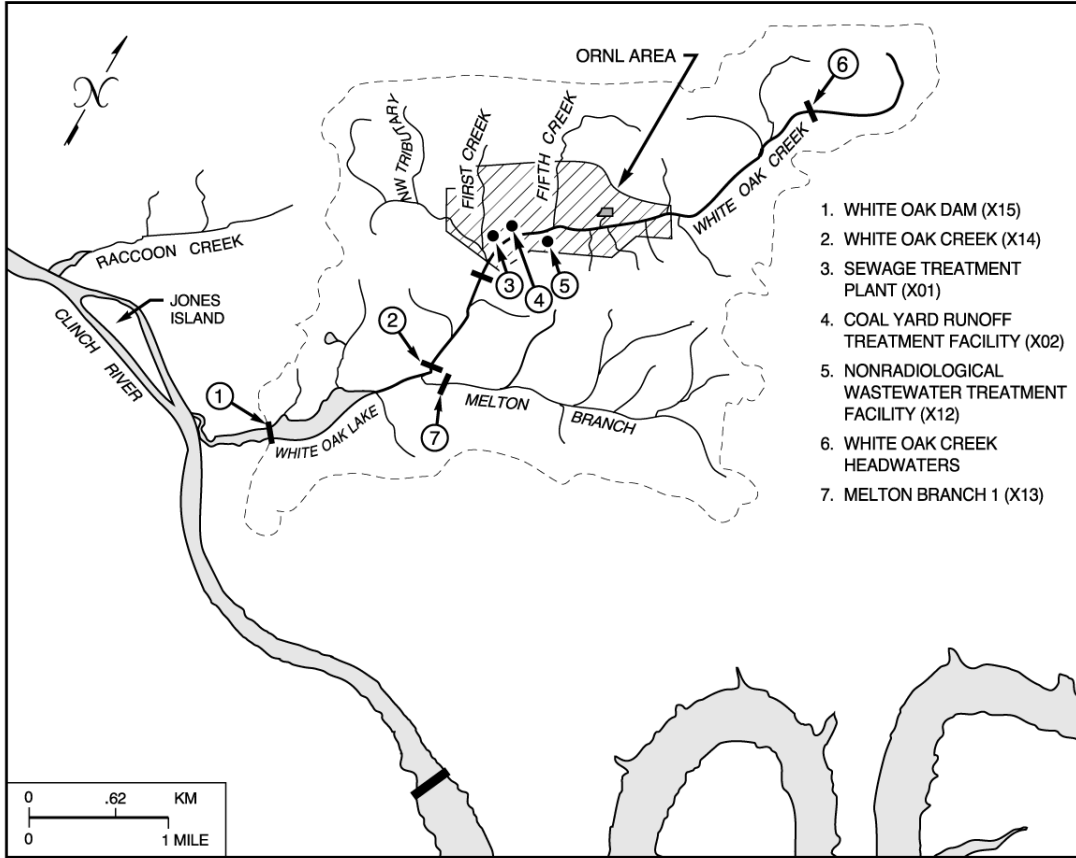 N
ORNL AREA
6
NW TRIBUTARY
FIRST CREEK
FIFTH CREEK
WHITE OAK CREEK
RACCOON CREEK
JONES
ISLAND
CLINCH RIVER
3
4
5
2
1
7
WHITE OAK LAKE
MELTON
BRANCH
1. WHITE OAK DAM (X15)
2. WHITE OAK CREEK (X14)
3. SEWAGE TREATMENT
PLANT (X01)
4. COAL YARD RUNOFF
TREATMENT FACILITY (X02)
5. NONRADIOLOGICAL
WASTEWATER TREATMENT
FACILITY (X12)
6. WHITE OAK CREEK
HEADWATERS
7. MELTON BRANCH 1 (X13)
0 .62 KM
0 1 MILE